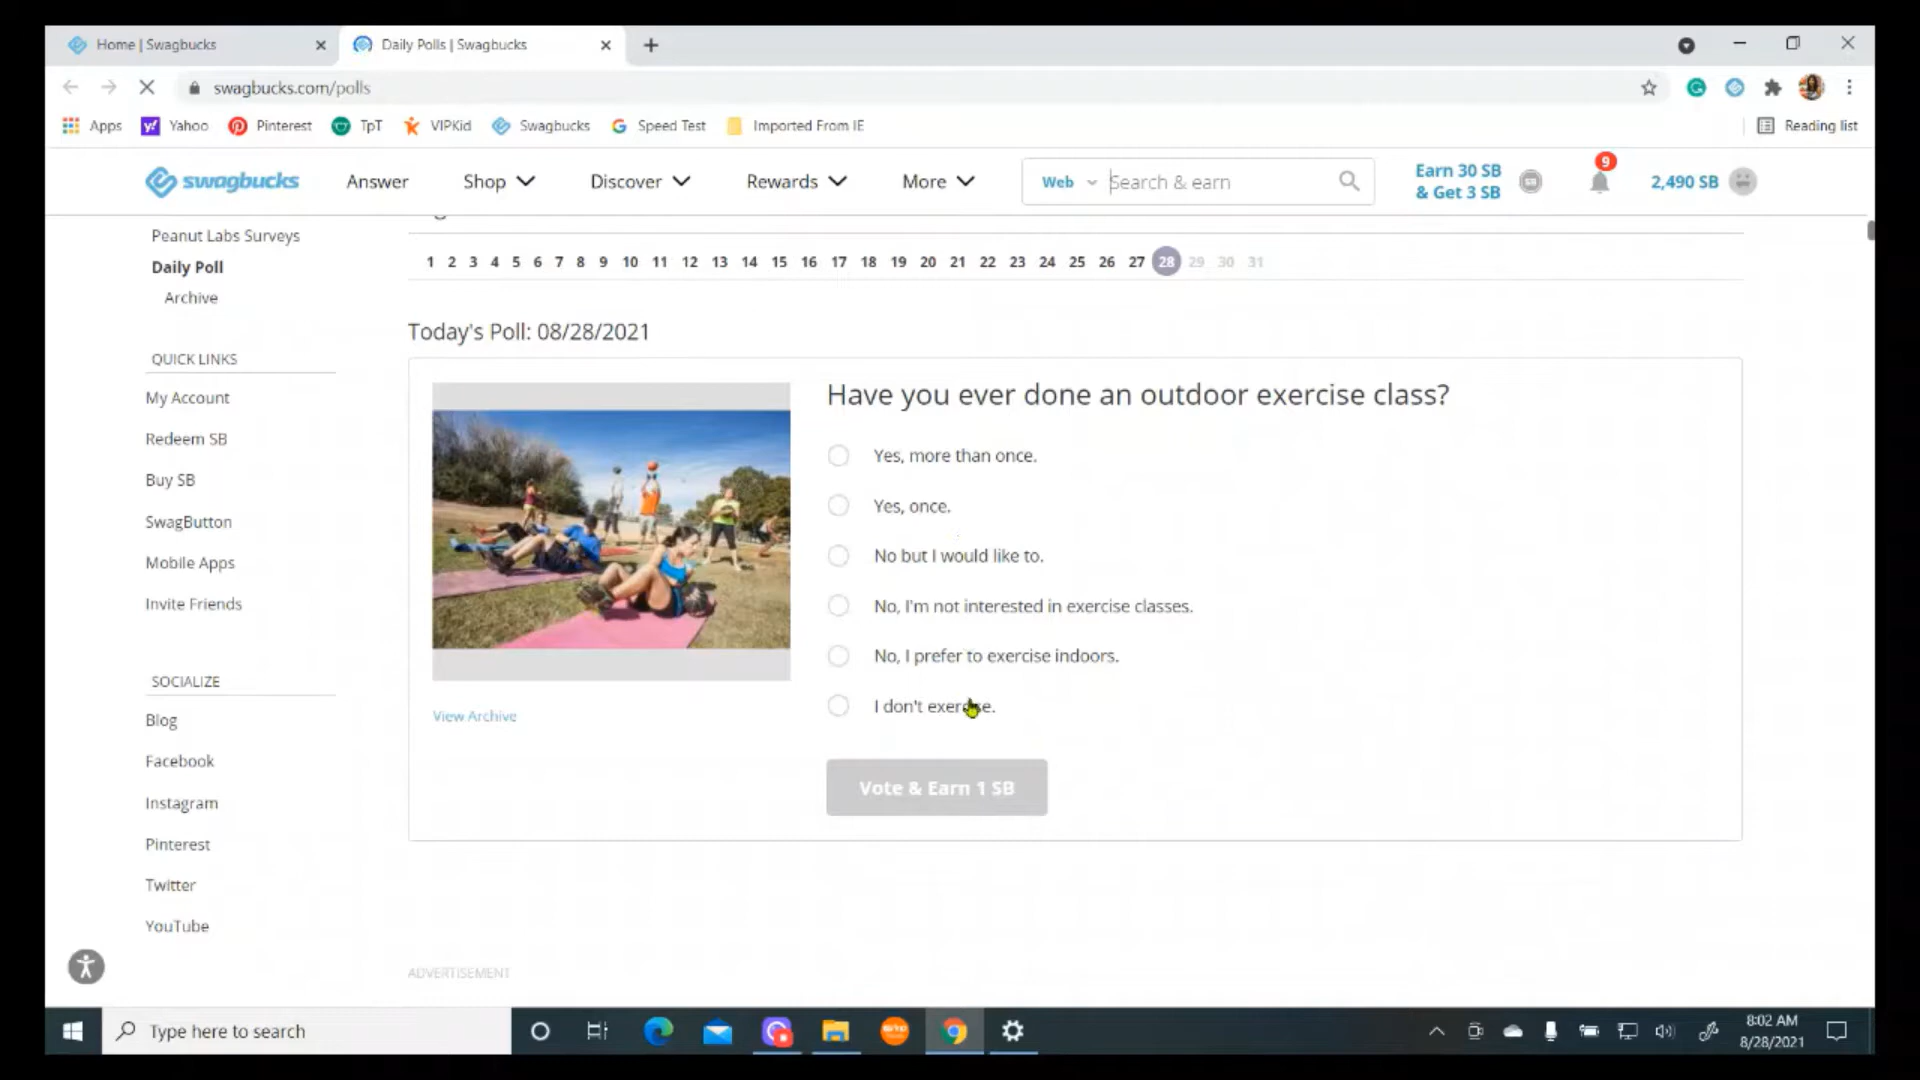 Home | Swagbucks
Daily Polls | Swagbucks
swagbucks.com/polls
Apps
Yahoo
Pinterest
TpT
VIPKid
Swagbucks
Speed Test
Imported From IE
Reading list
swagbucks
Answer
Shop
Discover
Rewards
More
Web
Search & earn
Earn 30 SB
& Get 3 SB
9
2,490 SB
Peanut Labs Surveys
Daily Poll
Archive
QUICK LINKS
My Account
Redeem SB
Buy SB
SwagButton
Mobile Apps
Invite Friends
SOCIALIZE
Blog
Facebook
Instagram
Pinterest
Twitter
YouTube
1 2 3 4 5 6 7 8 9 10 11 12 13 14 15 16 17 18 19 20 21 22 23 24 25 26 27 28 29 30 31
Today's Poll: 08/28/2021
Have you ever done an outdoor exercise class?
Yes, more than once.
Yes, once.
No but I would like to.
No, I'm not interested in exercise classes.
No, I prefer to exercise indoors.
I don't exercise.
View Archive
Vote & Earn 1 SB
ADVERTISEMENT
Type here to search
8:02 AM
8/28/2021